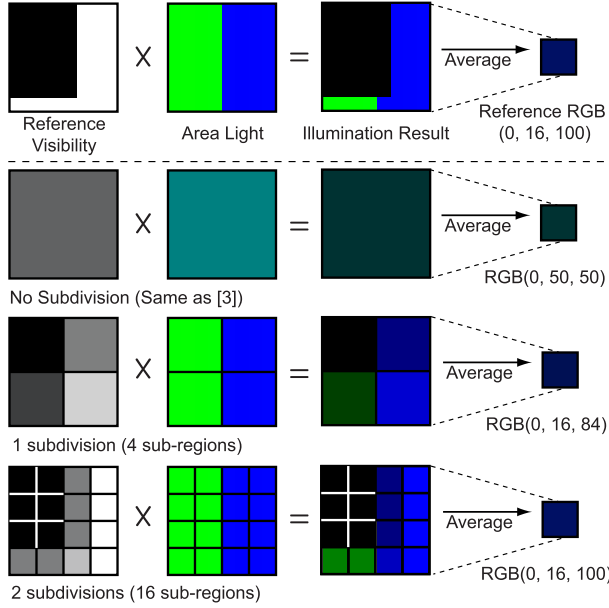 X
=
Average
Reference Visibility
Area Light
Illumination Result
Reference RGB
(0, 16, 100)
X
=
Average
RGB(0, 50, 50)
No Subdivision (Same as [3])
X
=
Average
RGB(0, 16, 84)
1 subdivision (4 sub-regions)
X
=
Average
RGB(0, 16, 100)
2 subdivisions (16 sub-regions)